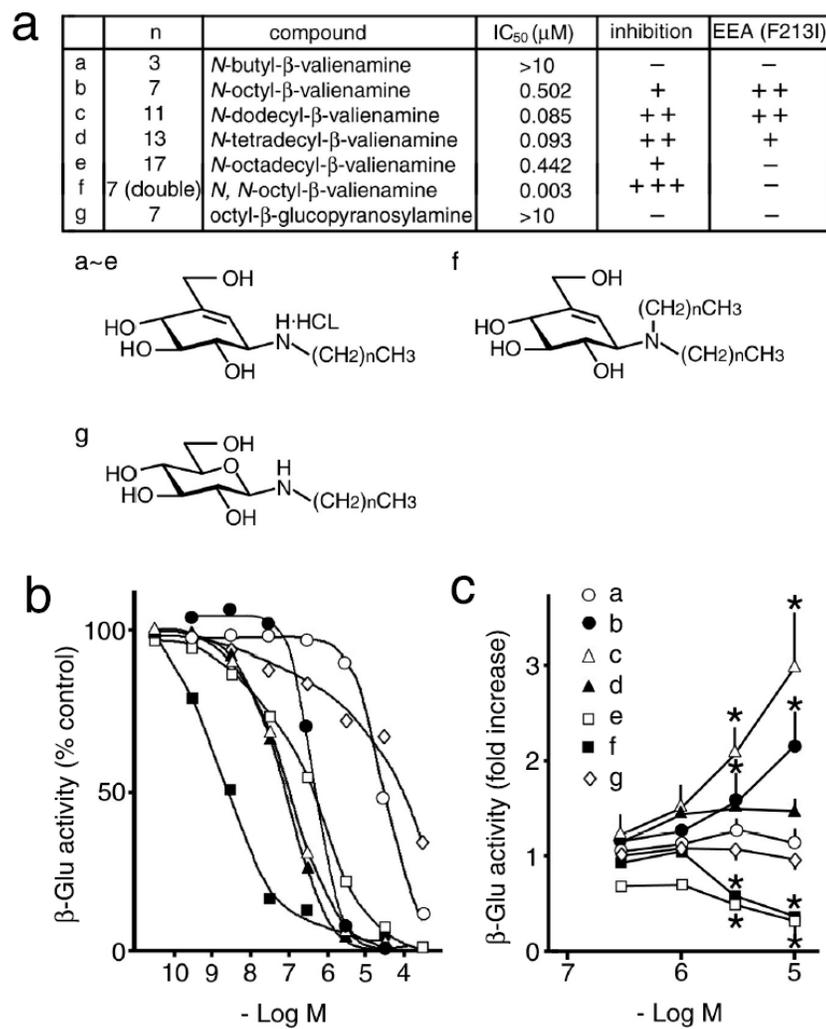 a
n compound IC50 (μM) inhibition EEA (F213I)
a 3 N-butyl-β-valienamine >10 − −
b 7 N-octyl-β-valienamine 0.502 + ++
c 11 N-dodecyl-β-valienamine 0.085 ++ ++
d 13 N-tetradecyl-β-valienamine 0.093 ++ +
e 17 N-octadecyl-β-valienamine 0.442 + −
f 7 (double) N, N-octyl-β-valienamine 0.003 +++ −
g 7 octyl-β-glucopyranosylamine >10 − −
a~e
OH
HO
HO
OH
H·HCL
N
(CH2)nCH3
f
OH
HO
HO
OH
(CH2)nCH3
N
(CH2)nCH3
g
OH
HO
HO
O
OH
H
N
(CH2)nCH3
b
β-Glu activity (% control)
100
50
0
10 9 8 7 6 5 4
- Log M
c
β-Glu activity (fold increase)
3
2
1
0
a
b
c
d
e
f
g
* * * * * * * *
7 6 5
- Log M